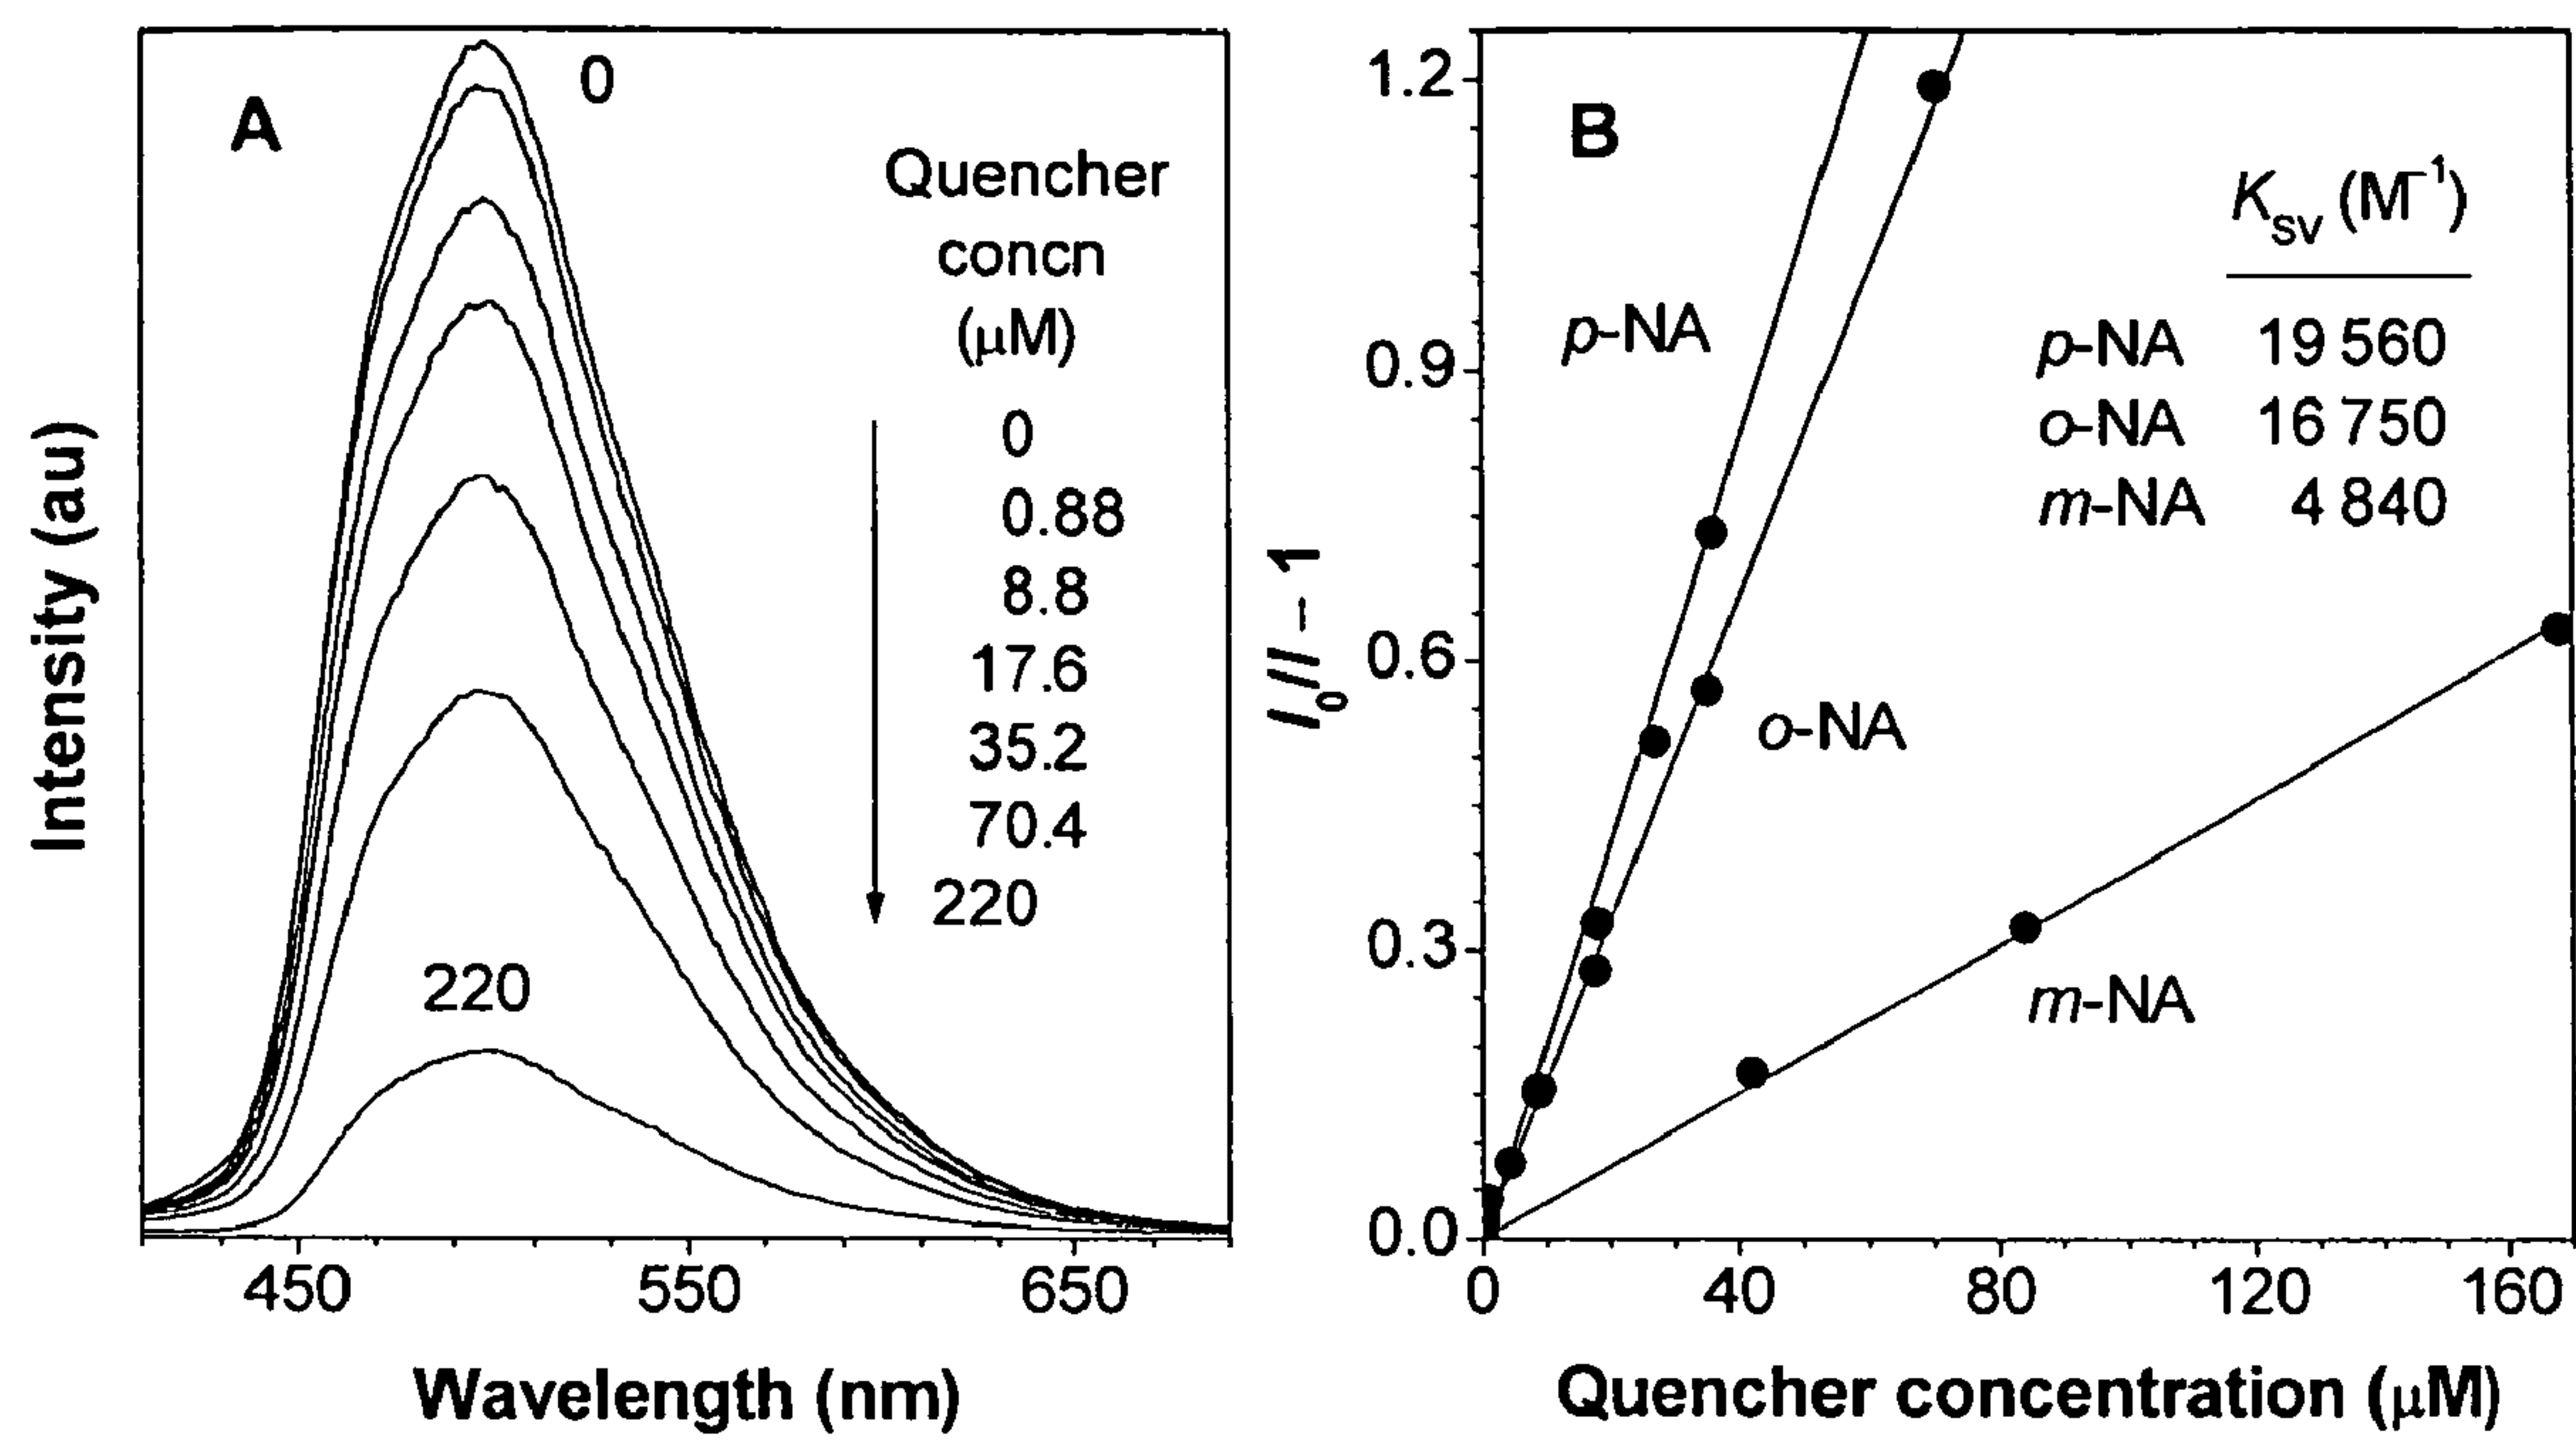 A
0
Quencher
concn
(μM)
0
0.88
8.8
17.6
35.2
70.4
220
220
Intensity (au)
450
550
650
Wavelength (nm)
B
1.2
0.9
0.6
0.3
0.0
I₀/I – 1
p-NA
o-NA
m-NA
K_SV (M⁻¹)
p-NA 19 560
o-NA 16 750
m-NA 4 840
0
40
80
120
160
Quencher concentration (μM)